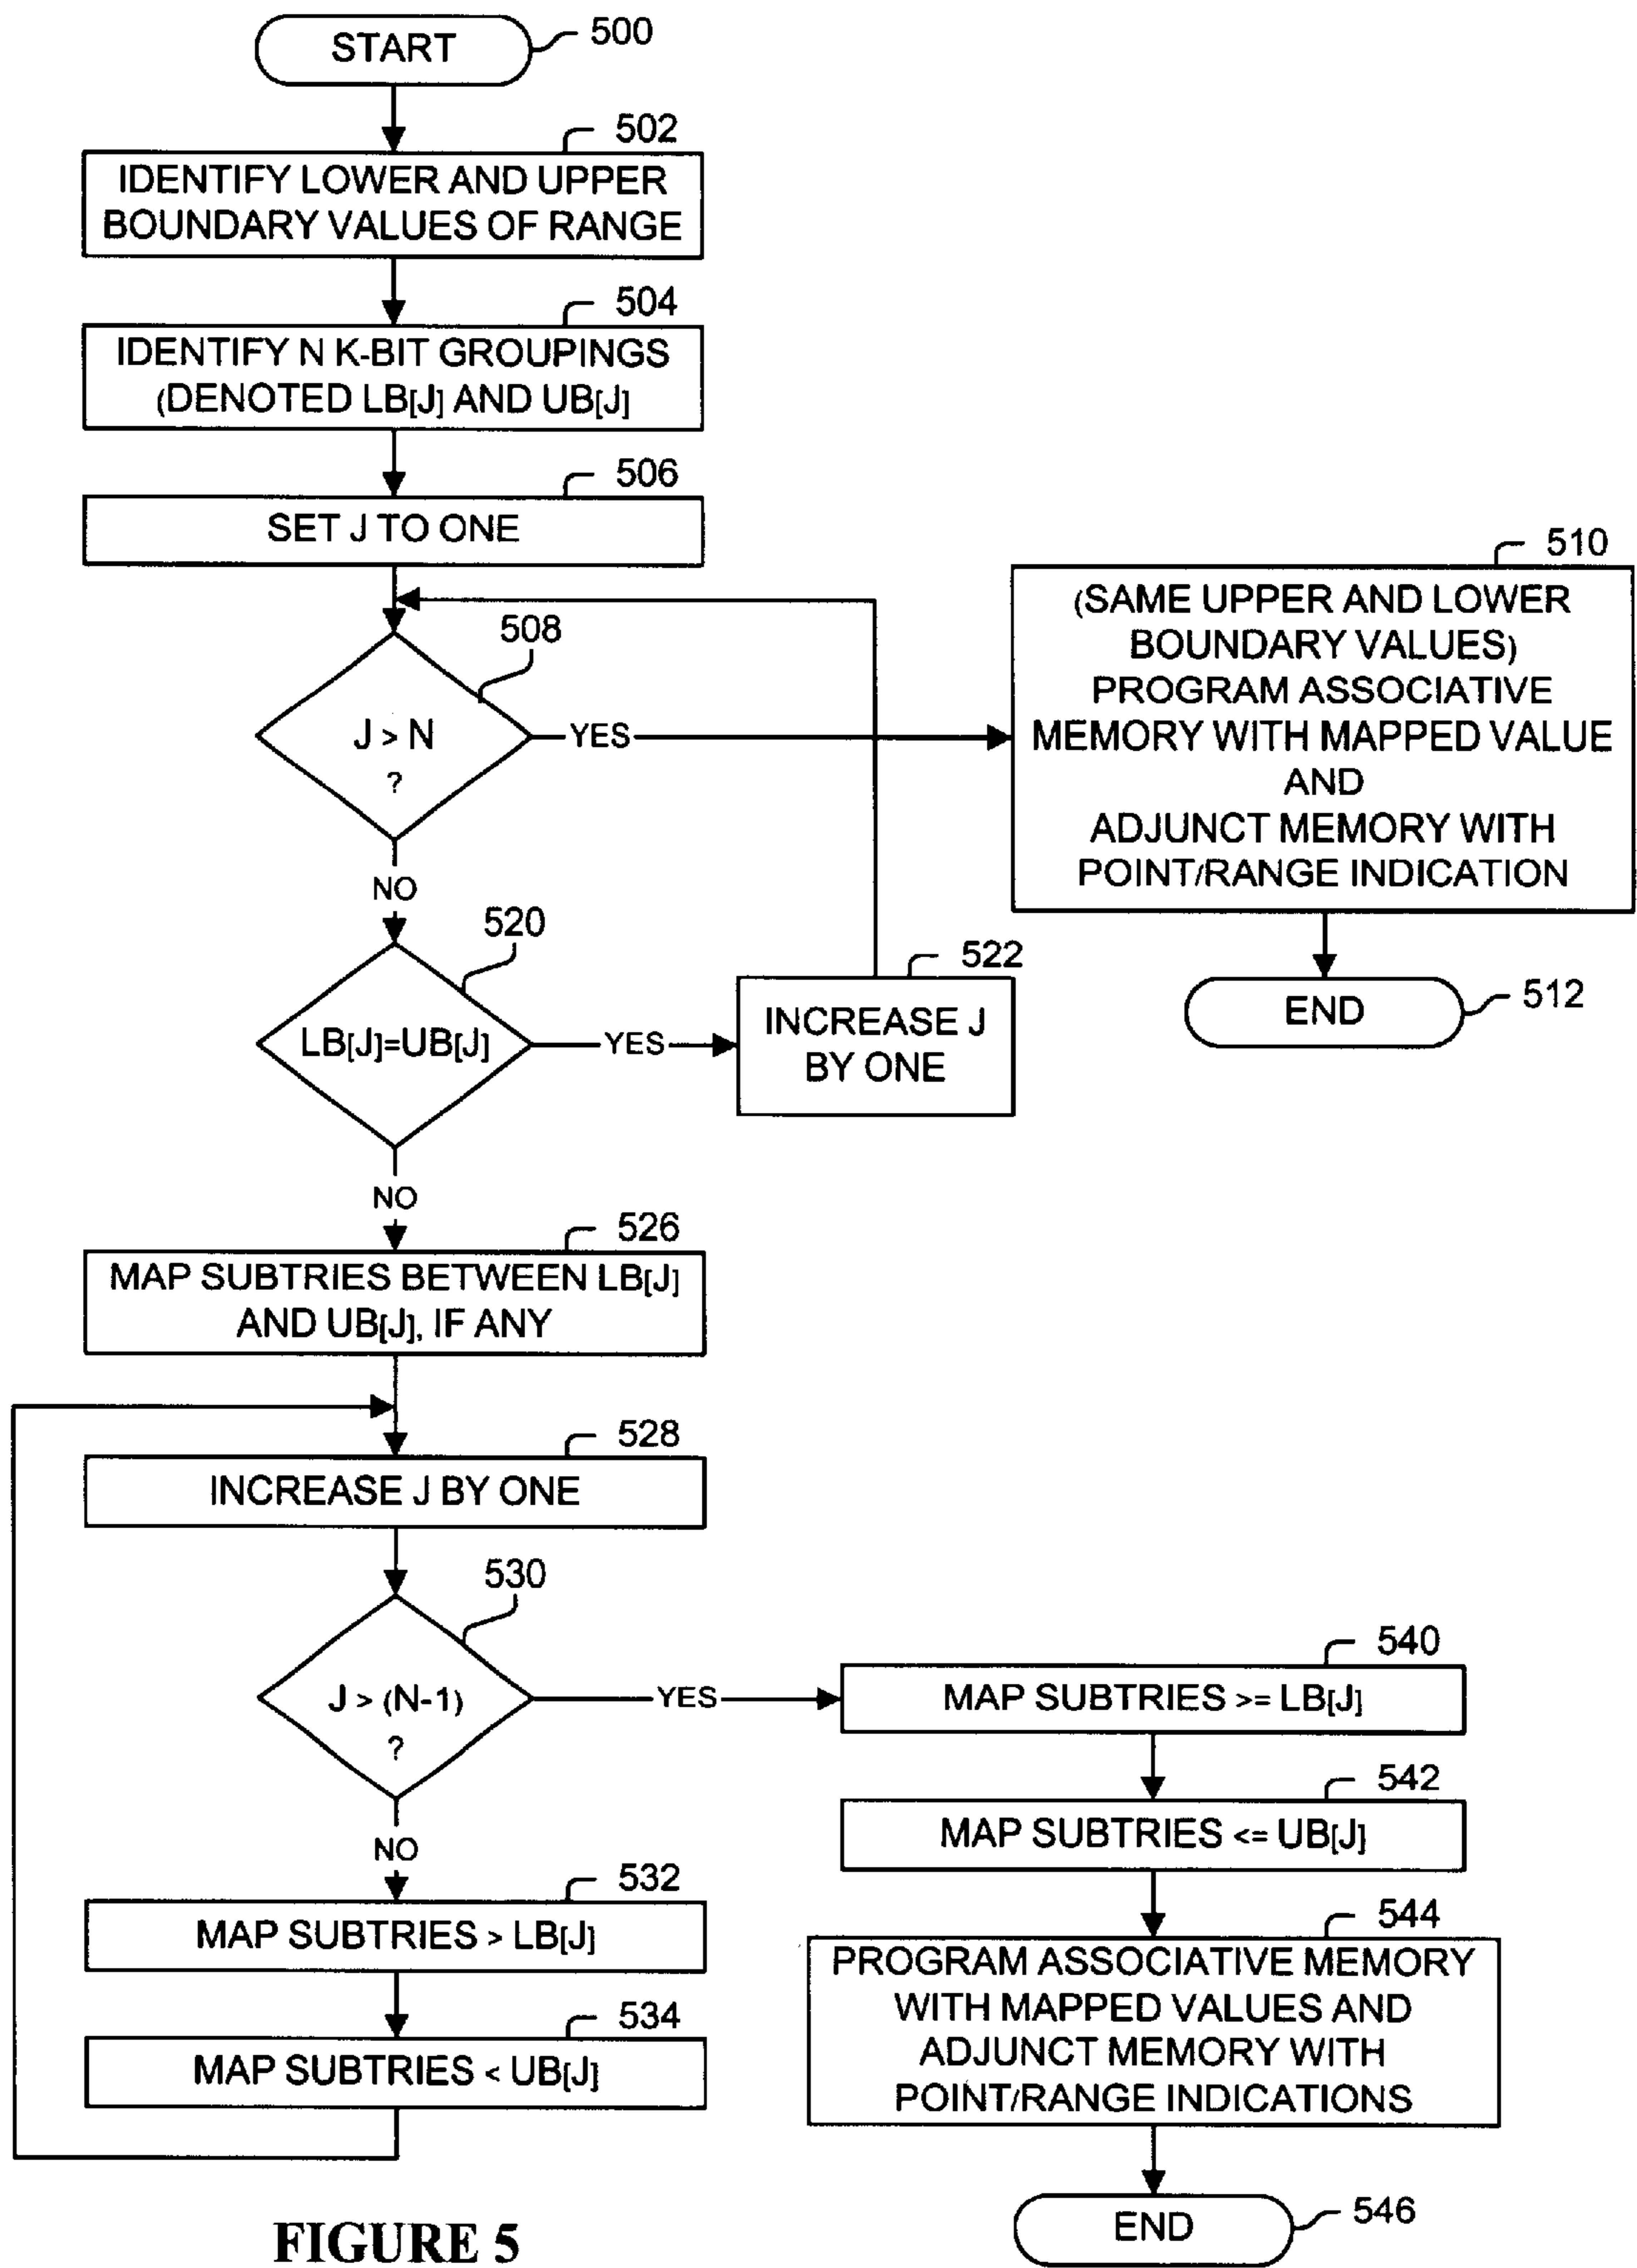 START
500
502
IDENTIFY LOWER AND UPPER
BOUNDARY VALUES OF RANGE
504
IDENTIFY N K-BIT GROUPINGS
(DENOTED LB[J] AND UB[J]
506
SET J TO ONE
508
J > N
?
YES
NO
510
(SAME UPPER AND LOWER
BOUNDARY VALUES)
PROGRAM ASSOCIATIVE
MEMORY WITH MAPPED VALUE
AND
ADJUNCT MEMORY WITH
POINT/RANGE INDICATION
END
512
520
LB[J]=UB[J]
YES
522
INCREASE J
BY ONE
NO
526
MAP SUBTRIES BETWEEN LB[J]
AND UB[J], IF ANY
528
INCREASE J BY ONE
530
J > (N-1)
?
YES
NO
532
MAP SUBTRIES > LB[J]
534
MAP SUBTRIES < UB[J]
540
MAP SUBTRIES >= LB[J]
542
MAP SUBTRIES <= UB[J]
544
PROGRAM ASSOCIATIVE MEMORY
WITH MAPPED VALUES AND
ADJUNCT MEMORY WITH
POINT/RANGE INDICATIONS
END
546
FIGURE 5